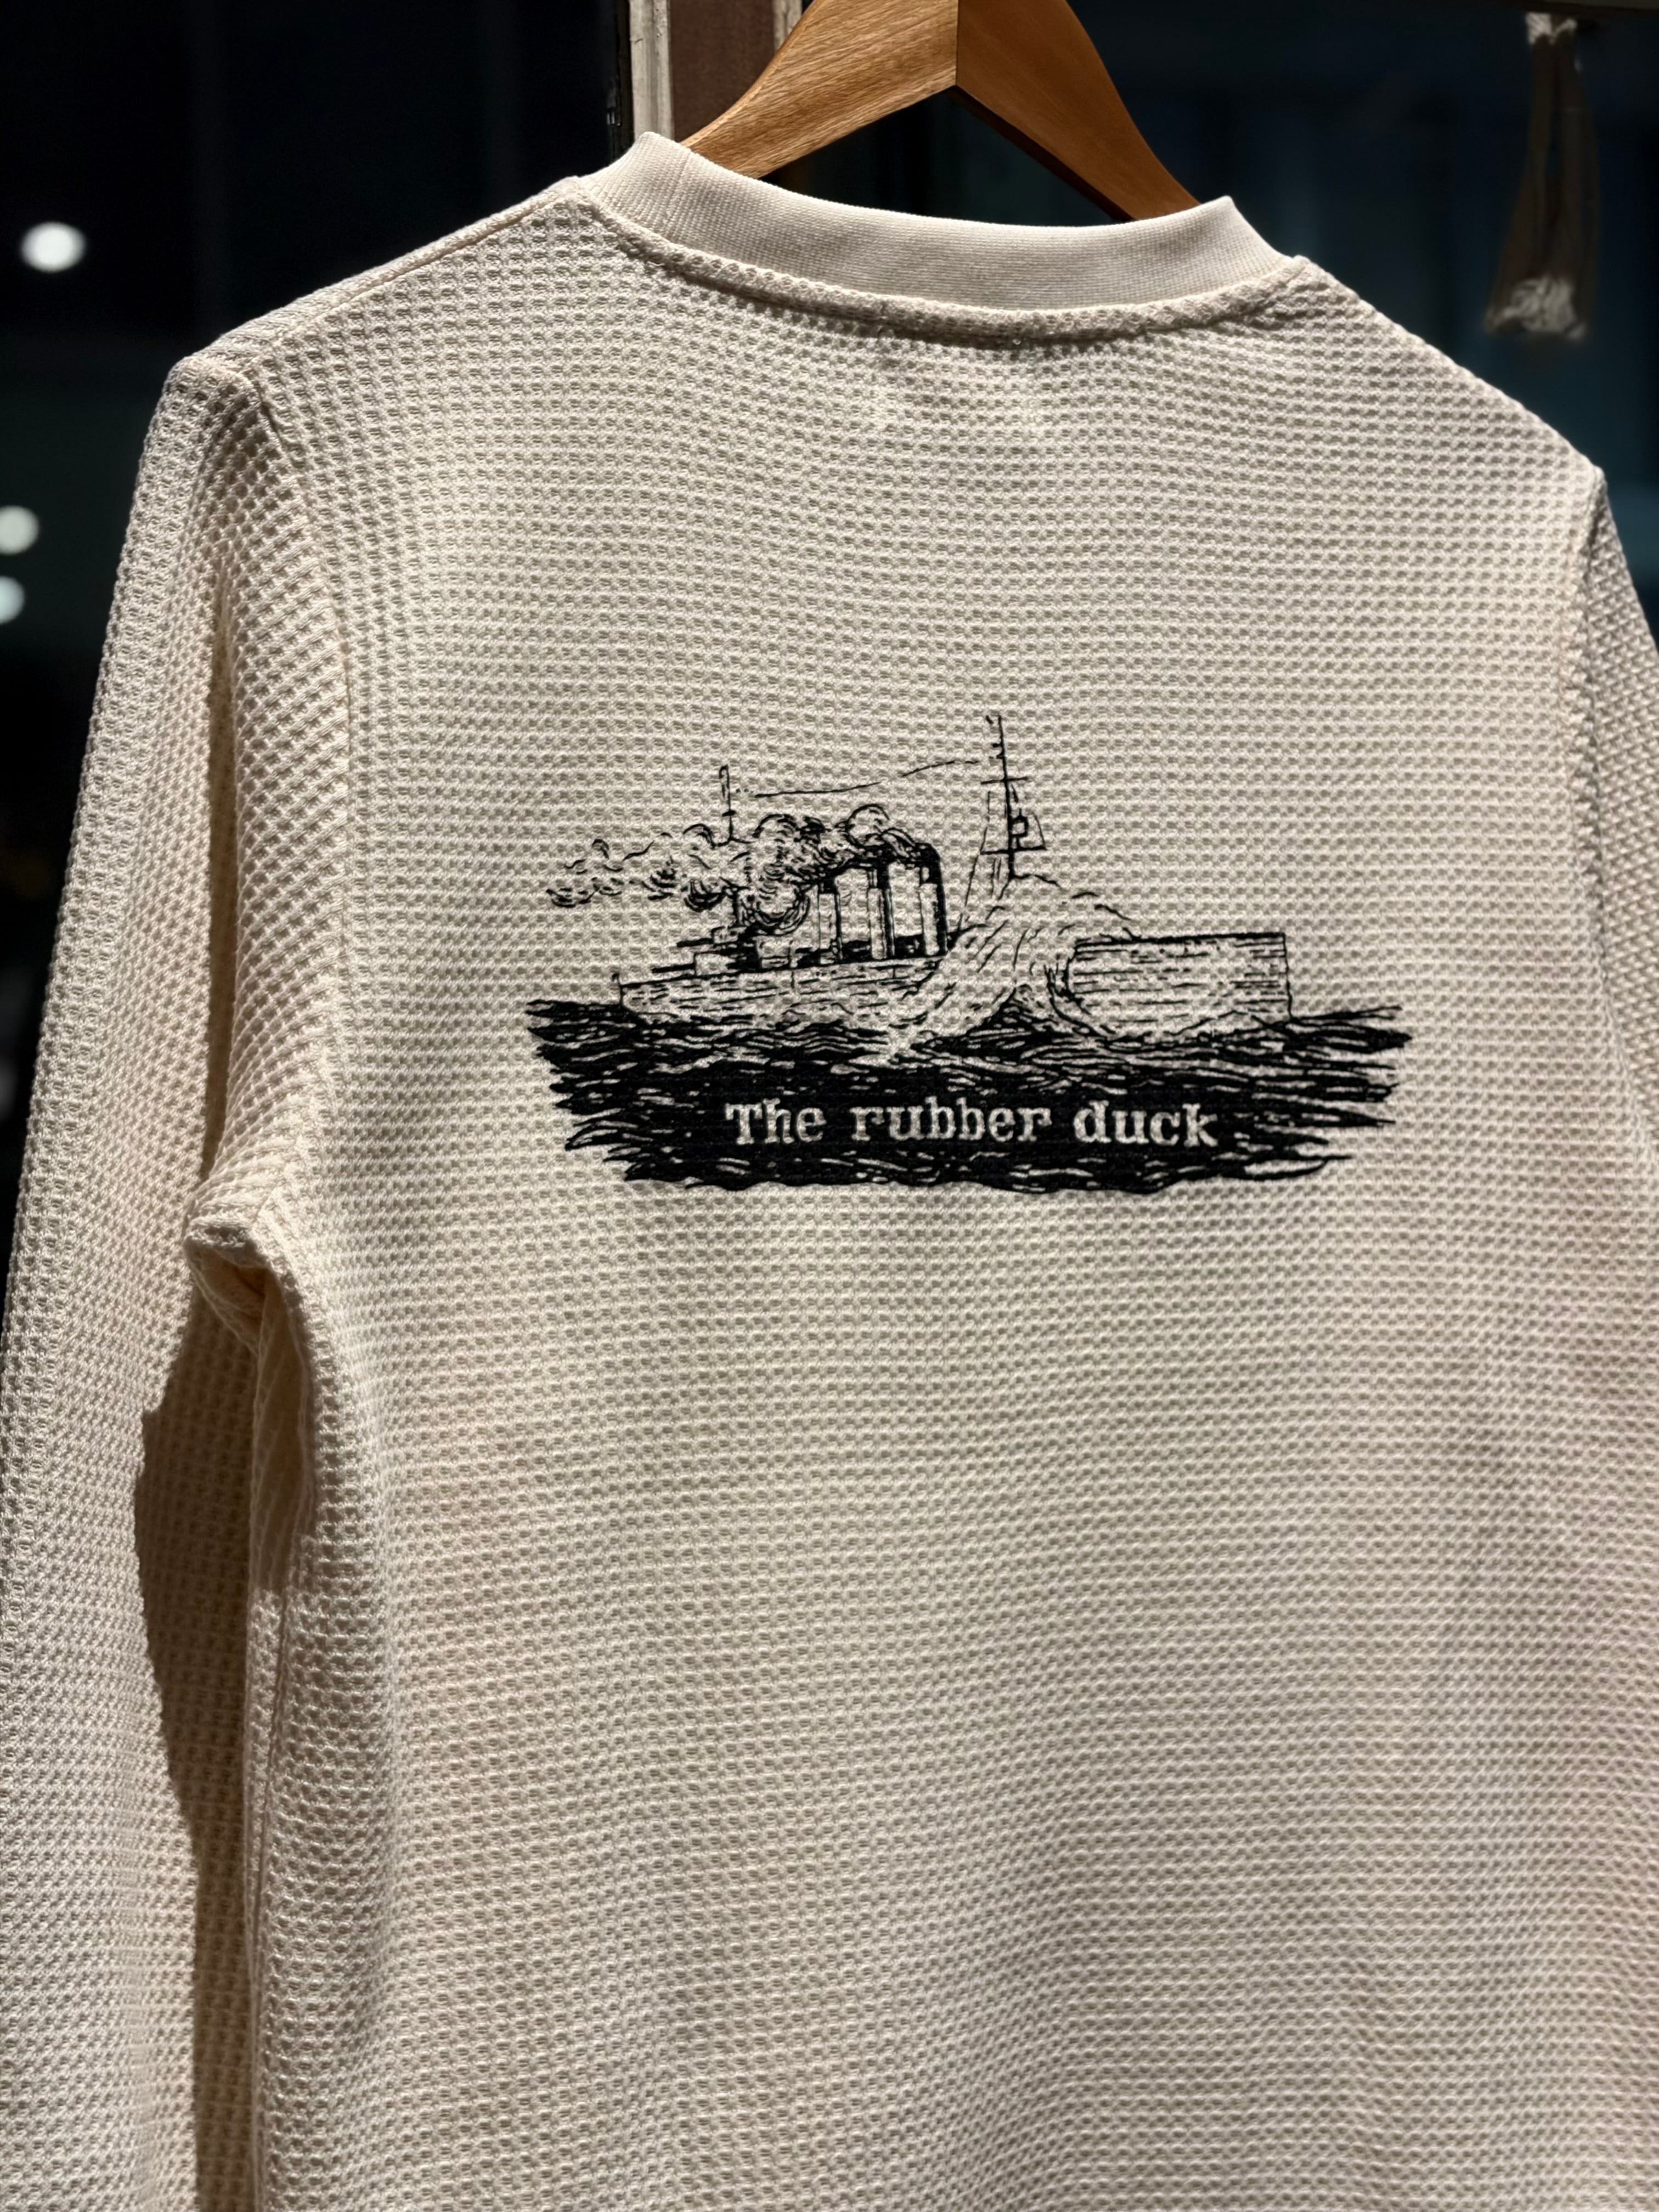 The rubber duck